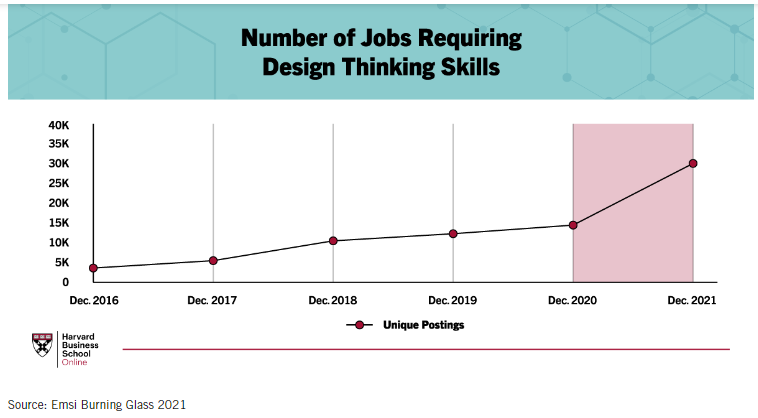 Number of Jobs Requiring
Design Thinking Skills
40K
35K
30K
25K
20K
15K
10K
5K
0
Dec. 2016 Dec. 2017 Dec. 2018 Dec. 2019 Dec. 2020 Dec. 2021
Unique Postings
Harvard
Business
School
Online
Source: Emsi Burning Glass 2021